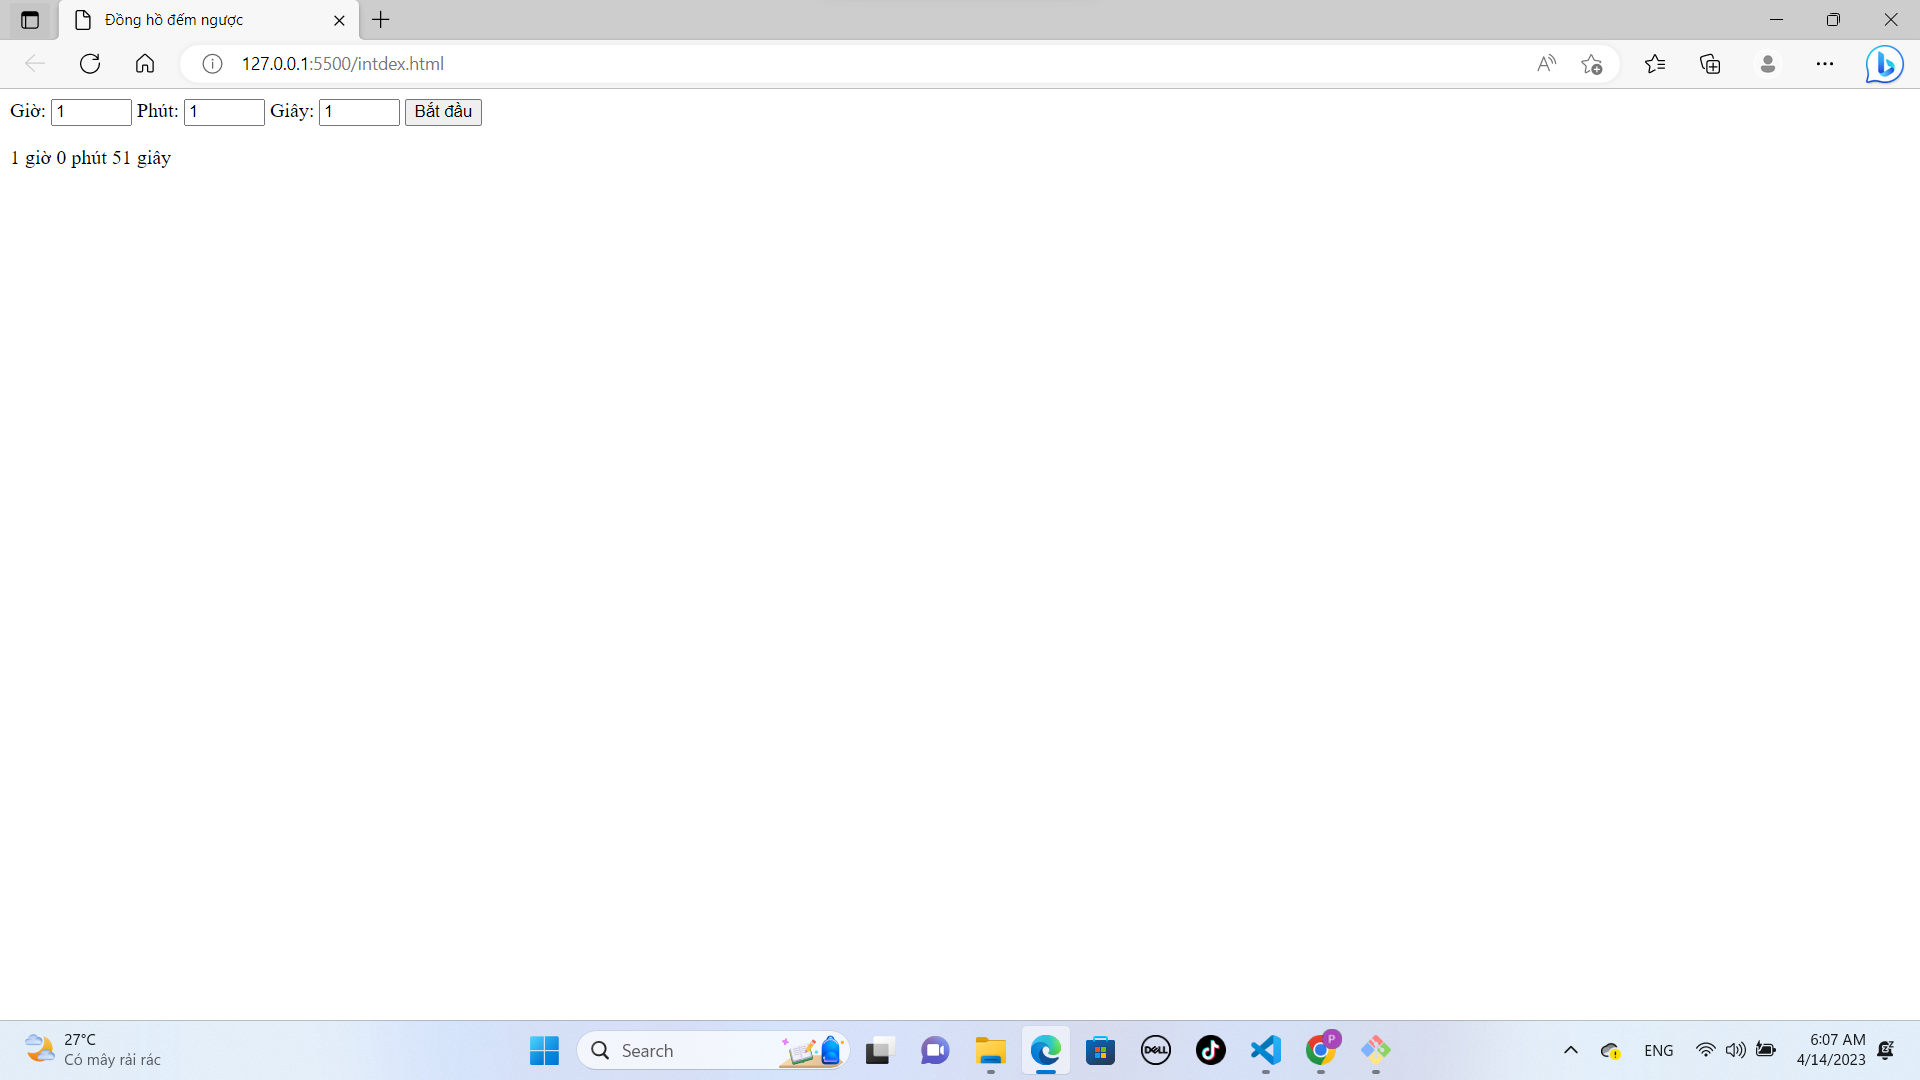 Đồng hồ đếm ngược
127.0.0.1:5500/intdex.html
Giờ: 1 Phút: 1 Giây: 1 Bắt đầu
1 giờ 0 phút 51 giây
27°C
Có mây rải rác
Search
DELL
P
ENG
6:07 AM
4/14/2023